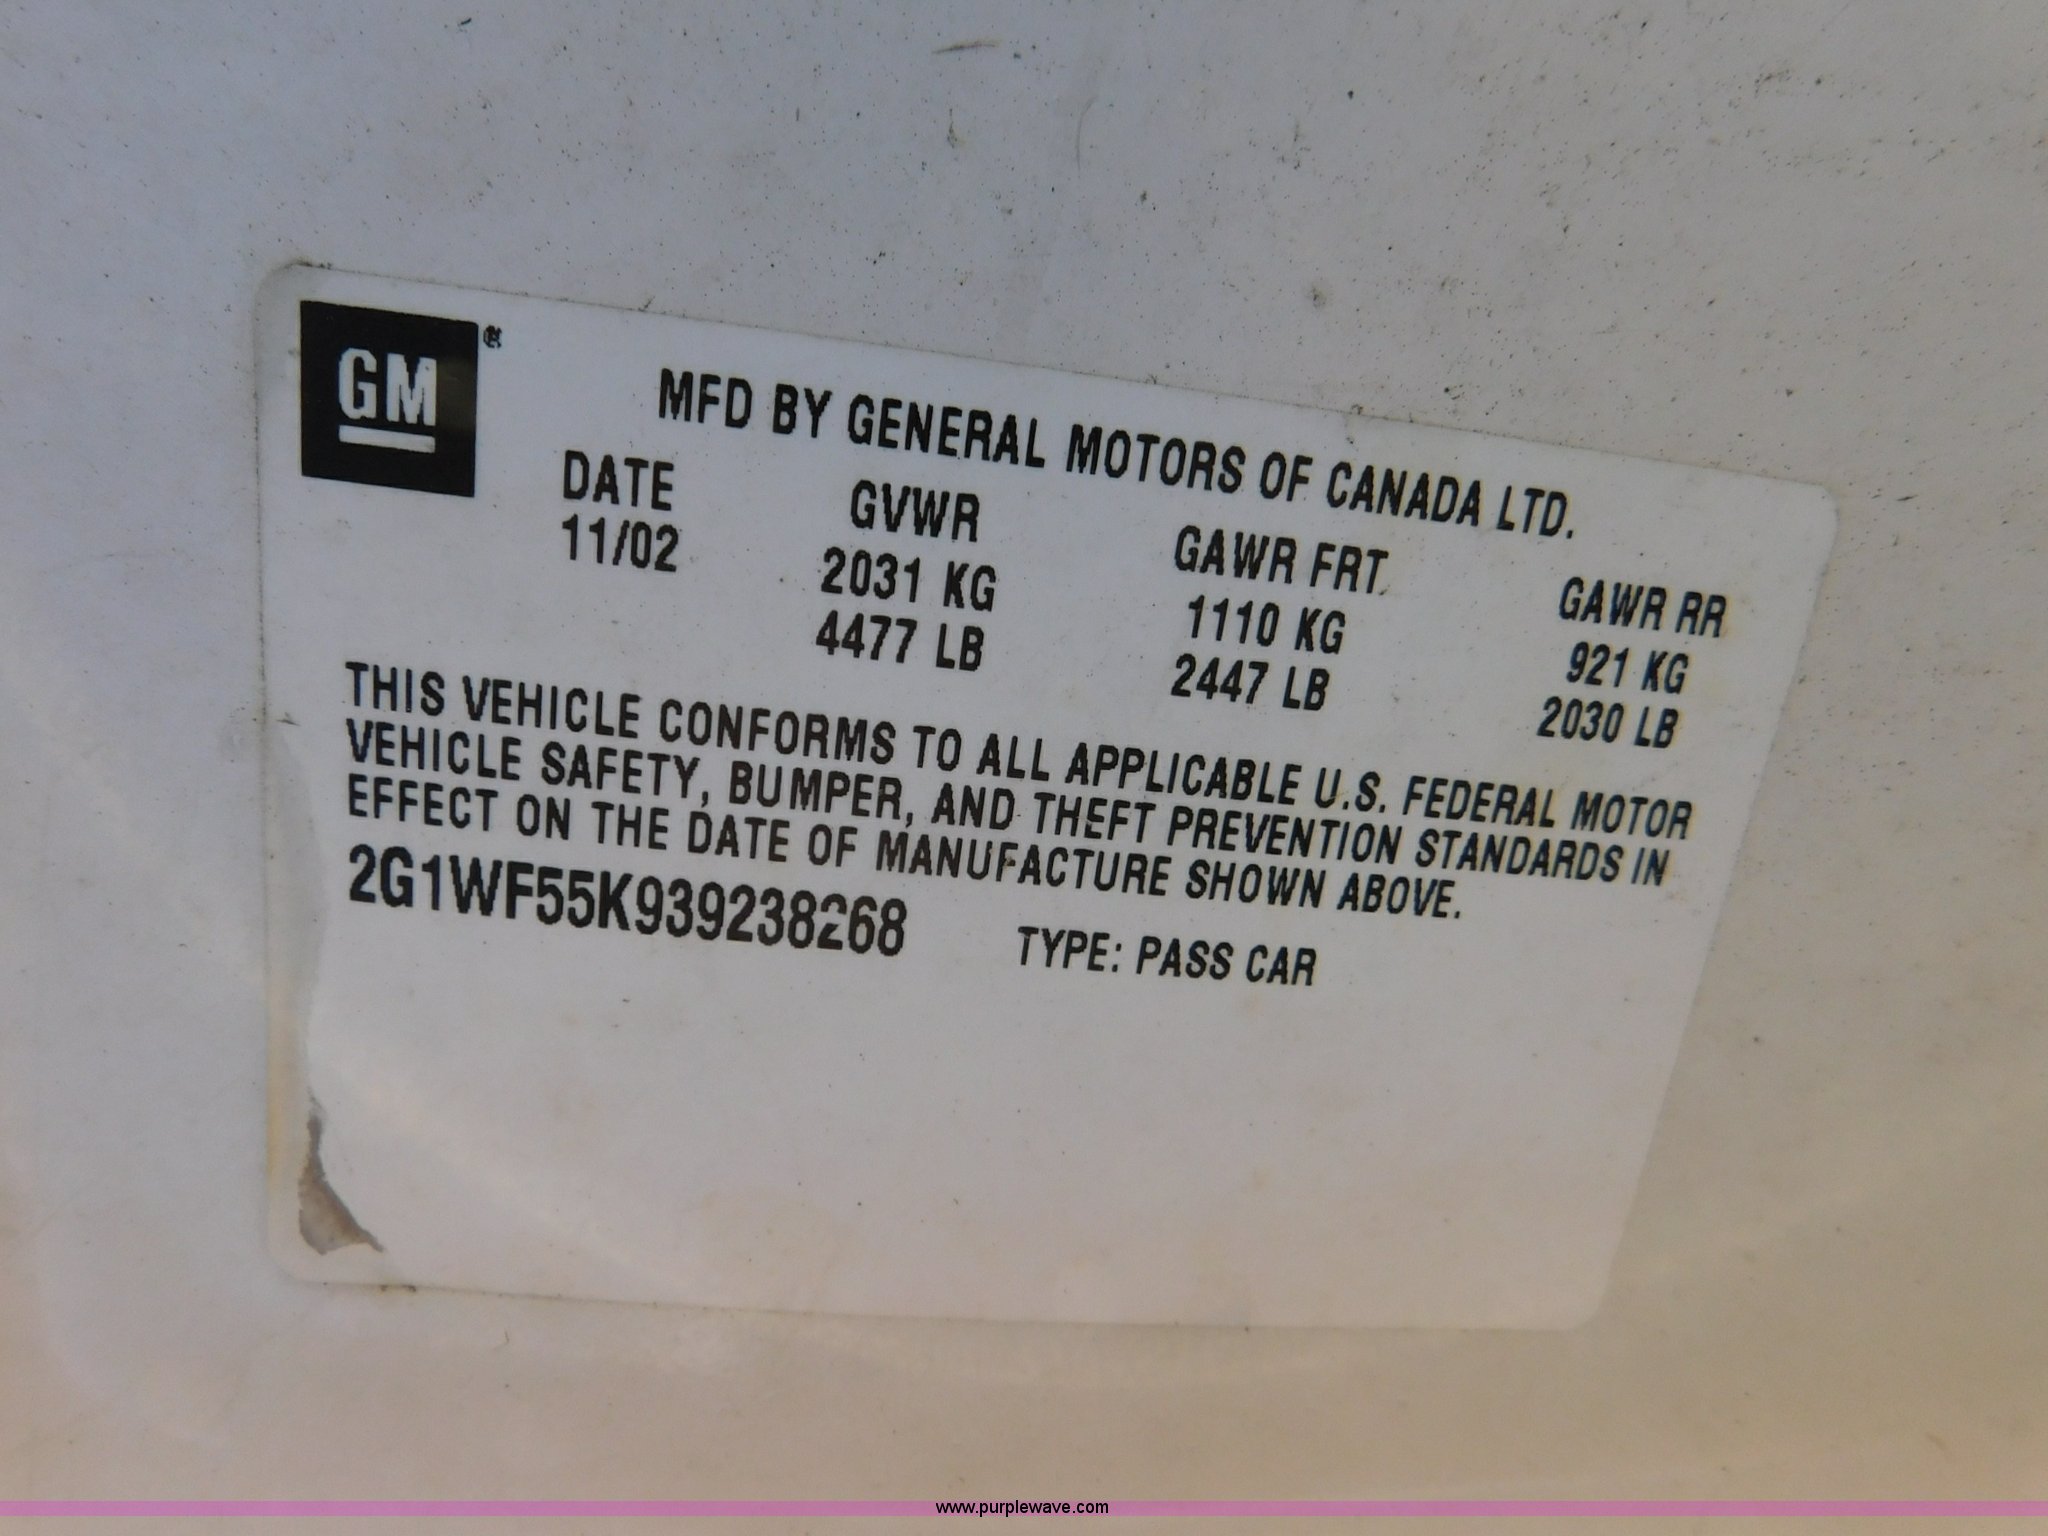 GM®
MFD BY GENERAL MOTORS OF CANADA LTD.
DATE GVWR GAWR FRT GAWR RR
11/02 2031 KG 1110 KG 921 KG
4477 LB 2447 LB 2030 LB
THIS VEHICLE CONFORMS TO ALL APPLICABLE U.S. FEDERAL MOTOR
VEHICLE SAFETY, BUMPER, AND THEFT PREVENTION STANDARDS IN
EFFECT ON THE DATE OF MANUFACTURE SHOWN ABOVE.
2G1WF55K939238268 TYPE: PASS CAR
www.purplewave.com